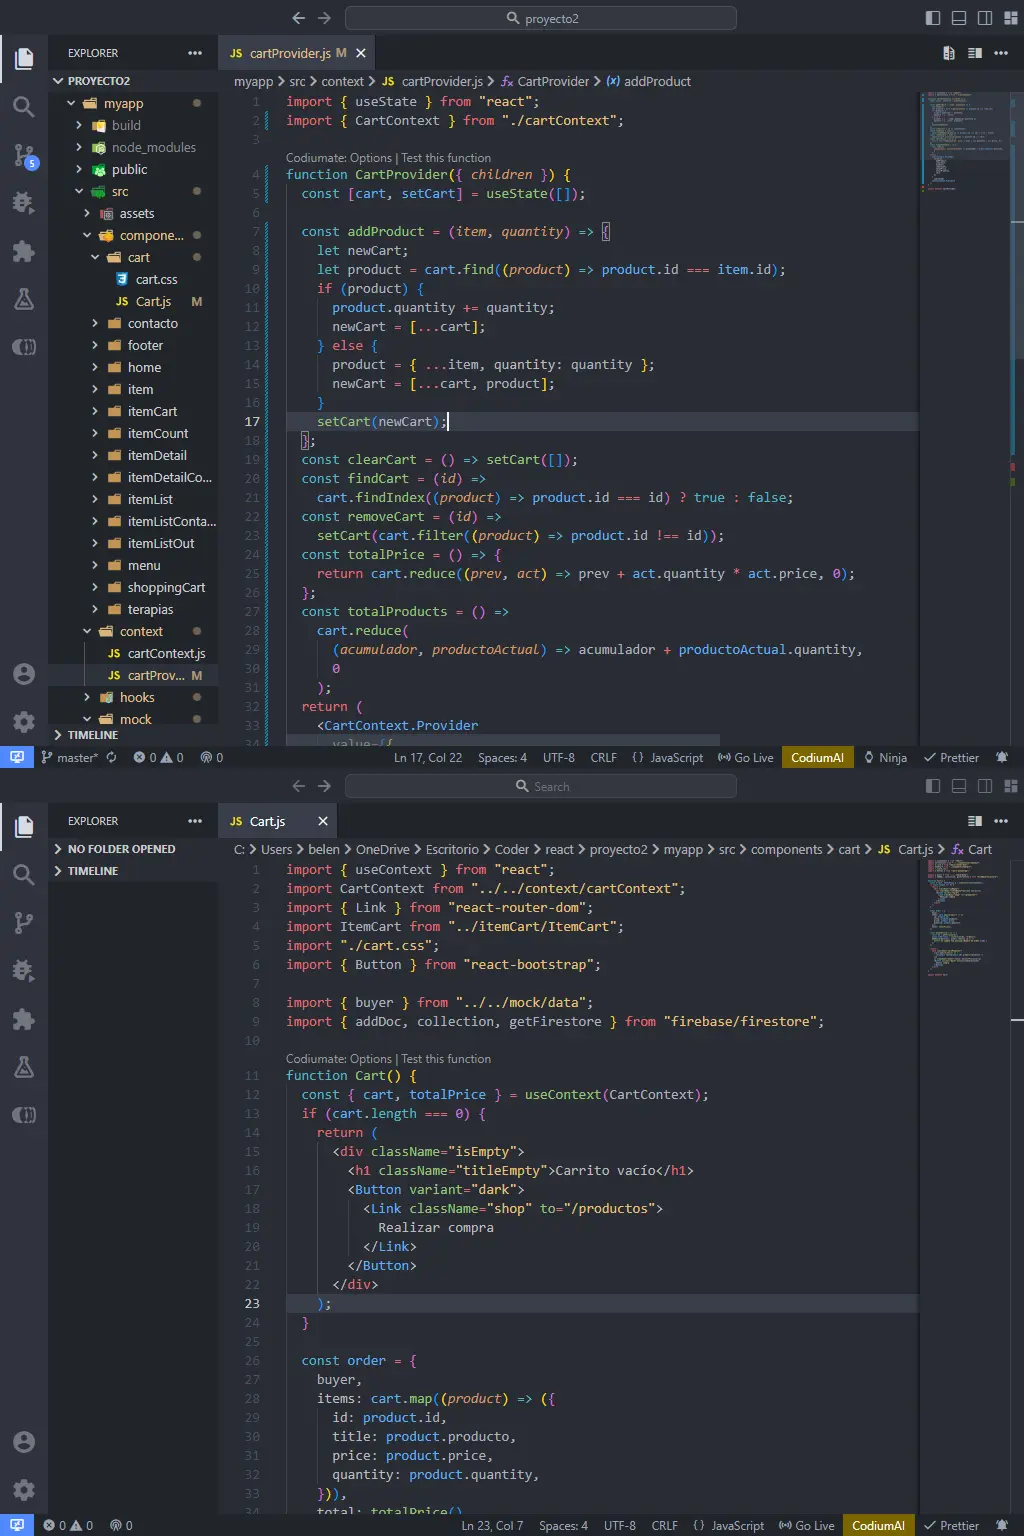 proyecto2
EXPLORER
PROYECTO2
myapp
build
node_modules
public
src
assets
compone...
cart
cart.css
JS Cart.js M
contacto
footer
home
item
itemCart
itemCount
itemDetail
itemDetailCo...
itemList
itemListConta...
itemListOut
menu
shoppingCart
terapias
context
JS cartContext.js
JS cartProv... M
hooks
mock
TIMELINE
5
JS cartProvider.js M
myapp > src > context > JS cartProvider.js > CartProvider > addProduct
1 import { useState } from "react";
2 import { CartContext } from "./cartContext";
3
Codiumate: Options | Test this function
4 function CartProvider({ children }) {
5 const [cart, setCart] = useState([]);
6
7 const addProduct = (item, quantity) => {
8 let newCart;
9 let product = cart.find((product) => product.id === item.id);
10 if (product) {
11 product.quantity += quantity;
12 newCart = [...cart];
13 } else {
14 product = { ...item, quantity: quantity };
15 newCart = [...cart, product];
16 }
17 setCart(newCart);
18 };
19 const clearCart = () => setCart([]);
20 const findCart = (id) =>
21 cart.findIndex((product) => product.id === id) ? true : false;
22 const removeCart = (id) =>
23 setCart(cart.filter((product) => product.id !== id));
24 const totalPrice = () => {
25 return cart.reduce((prev, act) => prev + act.quantity * act.price, 0);
26 };
27 const totalProducts = () =>
28 cart.reduce(
29 (acumulador, productoActual) => acumulador + productoActual.quantity,
30 0
31 );
32 return (
33 <CartContext.Provider
34 value={{
master* 0 0 0 Ln 17, Col 22 Spaces: 4 UTF-8 CRLF { } JavaScript Go Live CodiumAI Ninja Prettier
Search
EXPLORER
NO FOLDER OPENED
TIMELINE
JS Cart.js
C: > Users > belen > OneDrive > Escritorio > Coder > react > proyecto2 > myapp > src > components > cart > JS Cart.js > Cart
1 import { useContext } from "react";
2 import CartContext from "../../context/cartContext";
3 import { Link } from "react-router-dom";
4 import ItemCart from "../itemCart/ItemCart";
5 import "./cart.css";
6 import { Button } from "react-bootstrap";
7
8 import { buyer } from "../../mock/data";
9 import { addDoc, collection, getFirestore } from "firebase/firestore";
10
Codiumate: Options | Test this function
11 function Cart() {
12 const { cart, totalPrice } = useContext(CartContext);
13 if (cart.length === 0) {
14 return (
15 <div className="isEmpty">
16 <h1 className="titleEmpty">Carrito vacío</h1>
17 <Button variant="dark">
18 <Link className="shop" to="/productos">
19 Realizar compra
20 </Link>
21 </Button>
22 </div>
23 );
24 }
25
26 const order = {
27 buyer,
28 items: cart.map((product) => ({
29 id: product.id,
30 title: product.producto,
31 price: product.price,
32 quantity: product.quantity,
33 })),
34 total: totalPrice()
0 0 0 Ln 23, Col 7 Spaces: 4 UTF-8 CRLF { } JavaScript Go Live CodiumAI Prettier